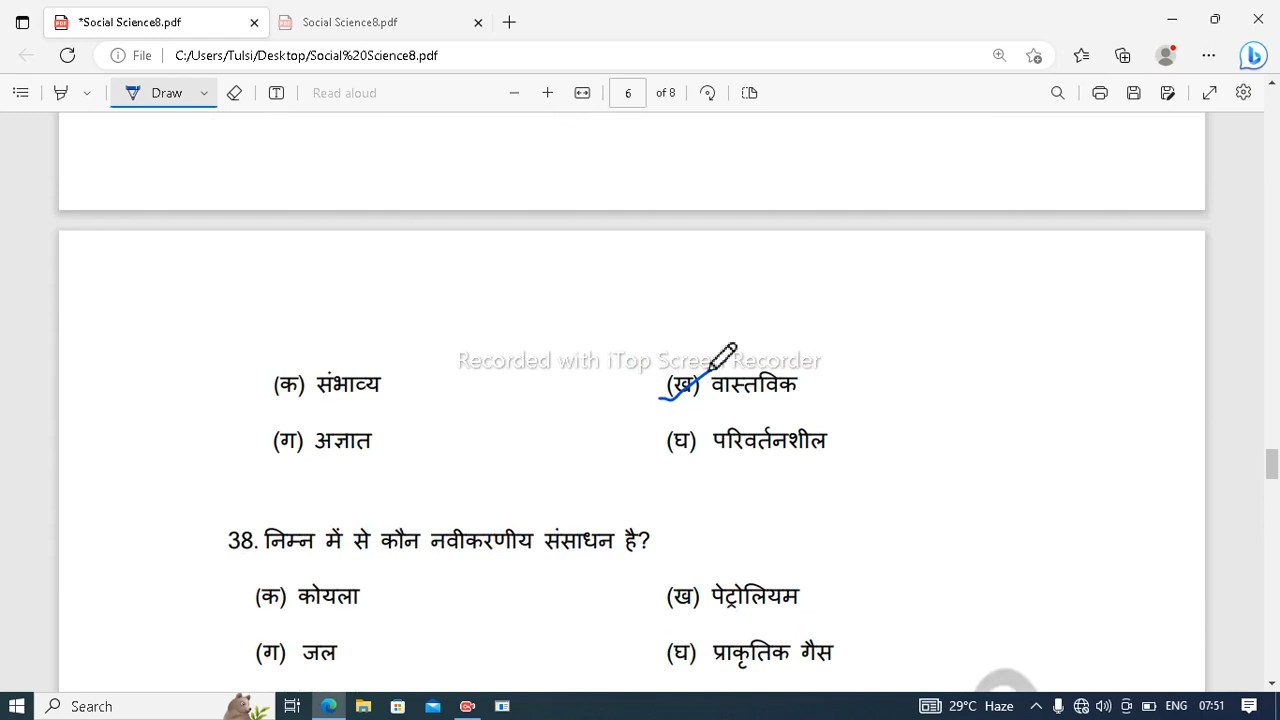 *Social Science8.pdf
Social Science8.pdf
File C:/Users/Tulsi/Desktop/Social%20Science8.pdf
Draw Read aloud 6 of 8
Recorded with iTop Screen Recorder
(क) संभाव्य (ख) वास्तविक
(ग) अज्ञात (घ) परिवर्तनशील
38. निम्न में से कौन नवीकरणीय संसाधन है?
(क) कोयला (ख) पेट्रोलियम
(ग) जल (घ) प्राकृतिक गैस
Search 29°C Haze ENG 07:51